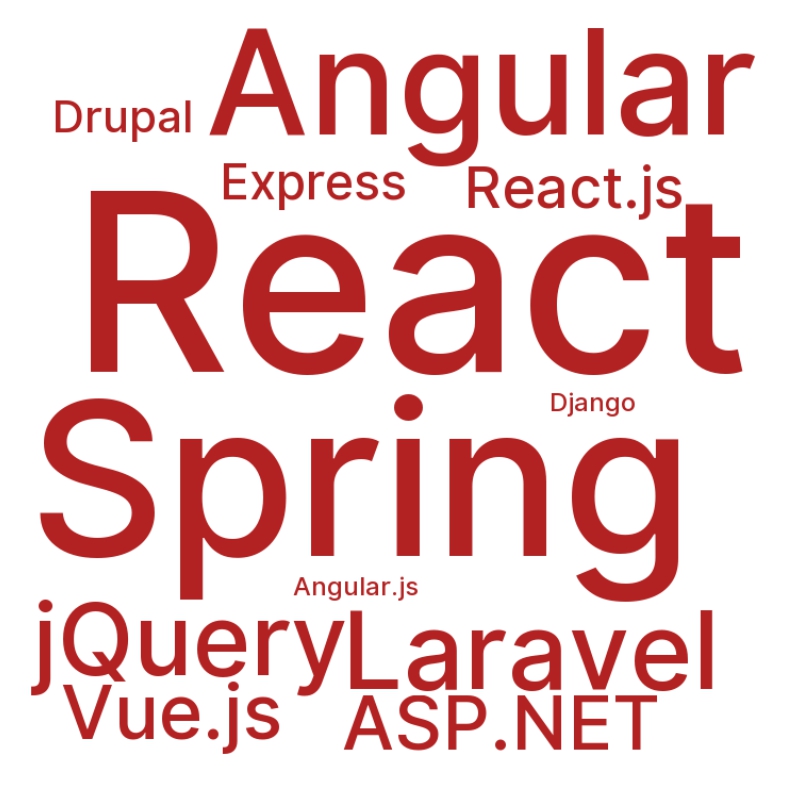 Angular
Drupal
Express
React.js
React
Django
Spring
Angular.js
jQuery
Laravel
Vue.js
ASP.NET